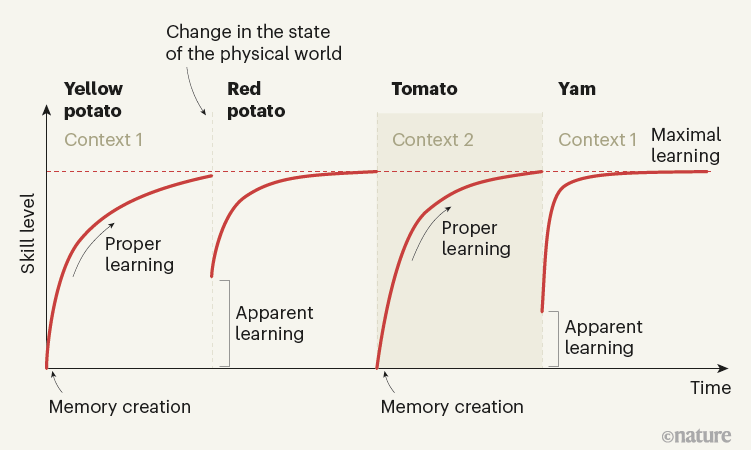 Change in the state
of the physical world
Yellow
potato
Red
potato
Tomato
Yam
Context 1
Context 2
Context 1
Maximal
learning
Skill level
Proper
learning
Proper
learning
Apparent
learning
Apparent
learning
Time
Memory creation
Memory creation
©nature